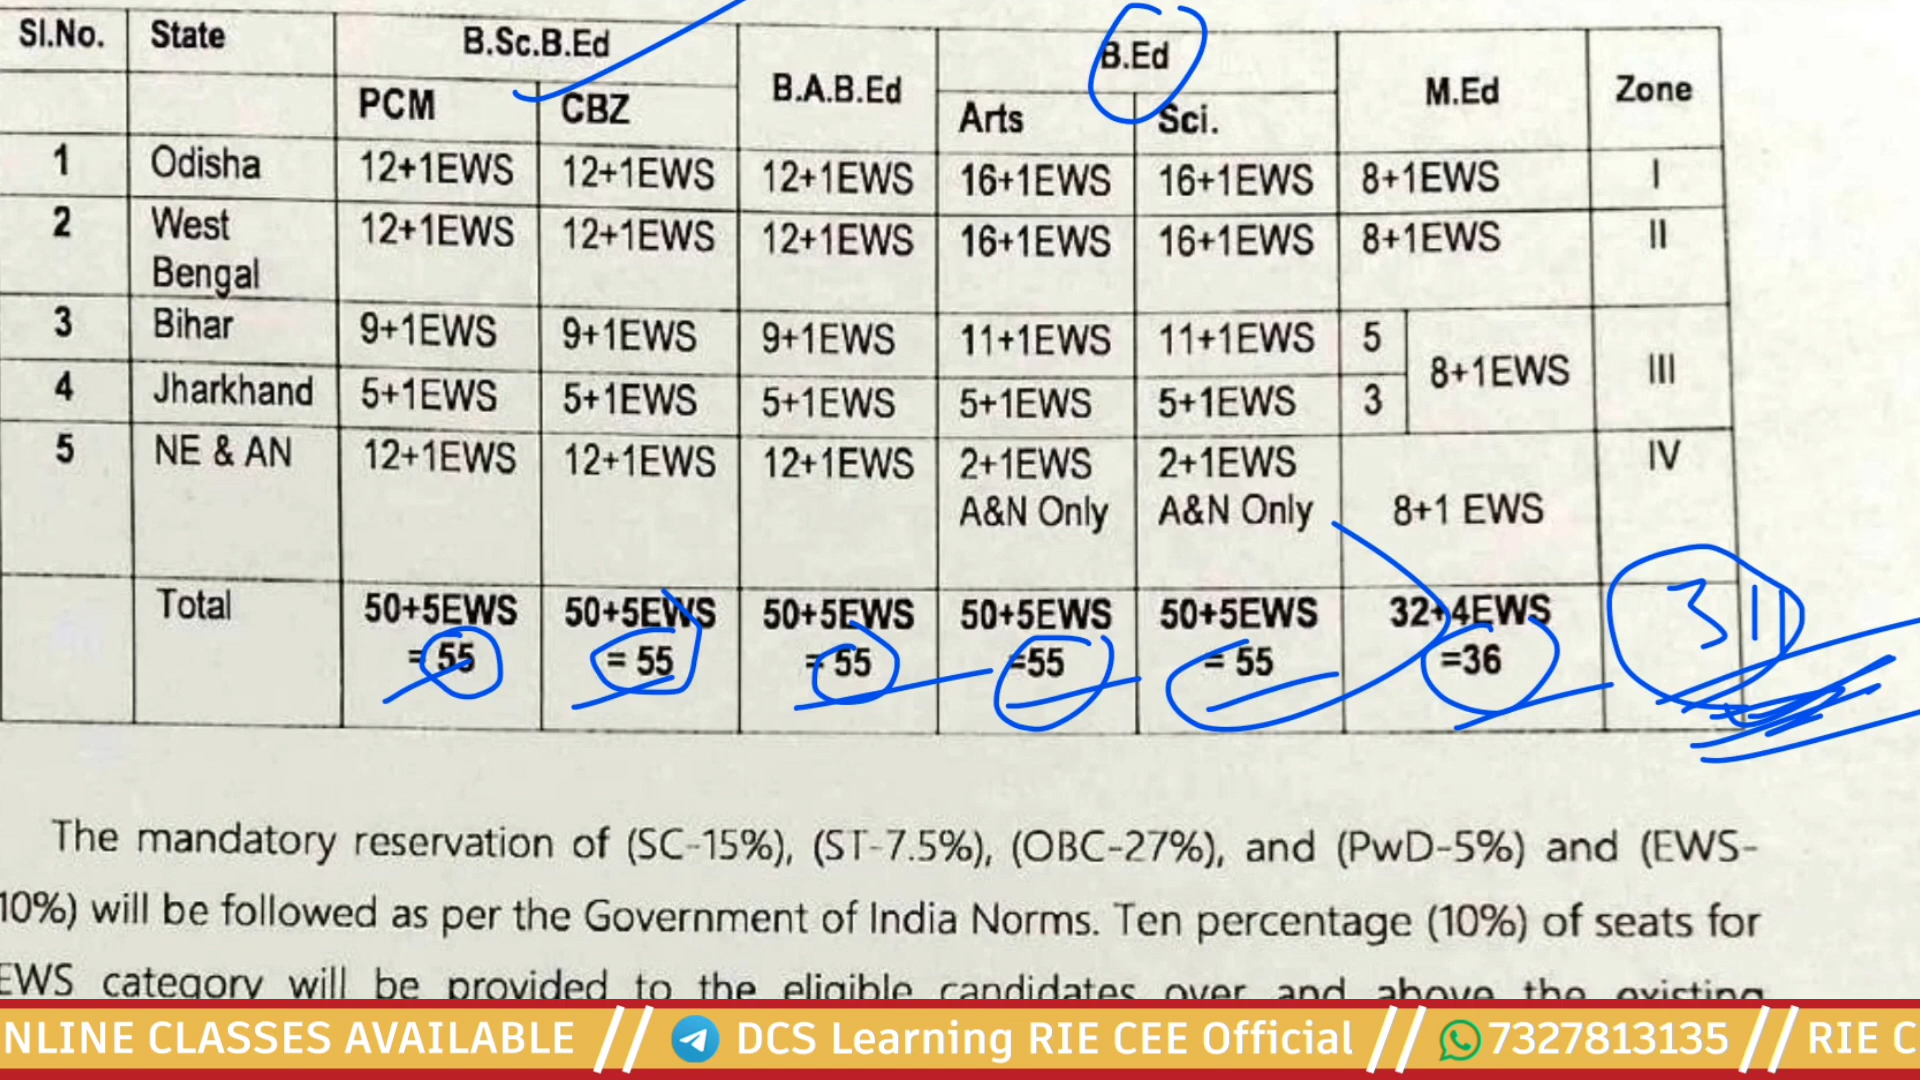 Sl.No. State B.Sc.B.Ed B.A.B.Ed B.Ed M.Ed Zone
PCM CBZ Arts Sci.
1 Odisha 12+1EWS 12+1EWS 12+1EWS 16+1EWS 16+1EWS 8+1EWS I
2 West Bengal 12+1EWS 12+1EWS 12+1EWS 16+1EWS 16+1EWS 8+1EWS II
3 Bihar 9+1EWS 9+1EWS 9+1EWS 11+1EWS 11+1EWS 5 8+1EWS III
4 Jharkhand 5+1EWS 5+1EWS 5+1EWS 5+1EWS 5+1EWS 3
5 NE & AN 12+1EWS 12+1EWS 12+1EWS 2+1EWS 2+1EWS IV
A&N Only A&N Only 8+1 EWS
Total 50+5EWS 50+5EWS 50+5EWS 50+5EWS 50+5EWS 32+4EWS
= 55 = 55 = 55 =55 = 55 =36
311
The mandatory reservation of (SC-15%), (ST-7.5%), (OBC-27%), and (PwD-5%) and (EWS-
10%) will be followed as per the Government of India Norms. Ten percentage (10%) of seats for
EWS category will be provided to the eligible candidates over and above the existing
NLINE CLASSES AVAILABLE // DCS Learning RIE CEE Official // 7327813135 // RIE C